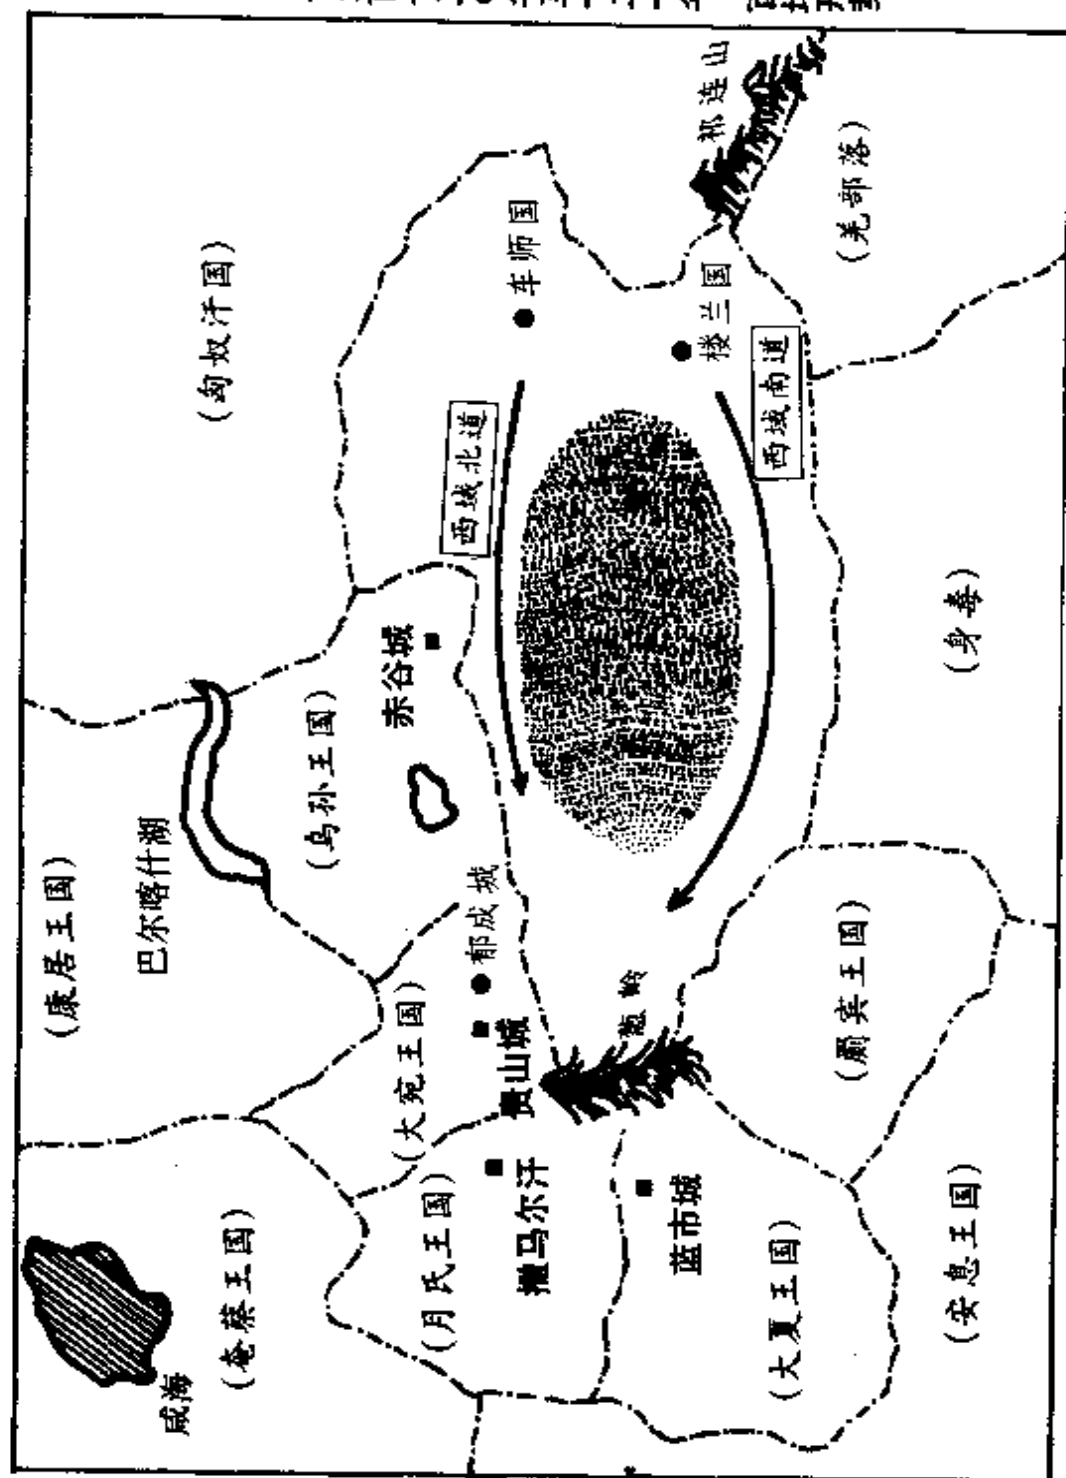 咸海
(奄蔡王国)
(康居王国)
巴尔喀什湖
(匈奴汗国)
(乌孙王国)
赤谷城
(大宛王国)
贵山城
郁成城
(月氏王国)
撒马尔汗
西域北道
车师国
楼兰国
祁连山
葱岭
西域南道
蓝市城
(大夏王国)
(罽宾王国)
(羌部落)
(安息王国)
(身毒)